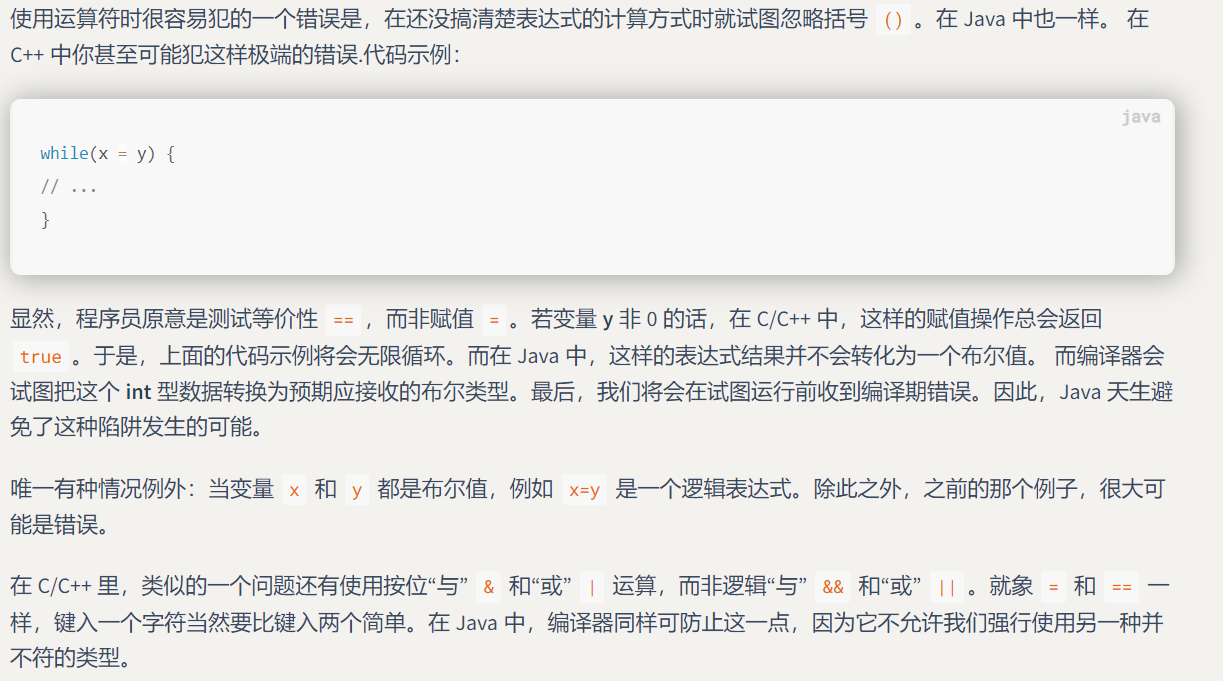 使用运算符时很容易犯的一个错误是，在还没搞清楚表达式的计算方式时就试图忽略括号 () 。在 Java 中也一样。 在
C++ 中你甚至可能犯这样极端的错误.代码示例：
java
while(x = y) {
// ...
}
显然，程序员原意是测试等价性 == ，而非赋值 = 。若变量 y 非 0 的话，在 C/C++ 中，这样的赋值操作总会返回
true 。于是，上面的代码示例将会无限循环。而在 Java 中，这样的表达式结果并不会转化为一个布尔值。 而编译器会
试图把这个 int 型数据转换为预期应接收的布尔类型。最后，我们将会在试图运行前收到编译期错误。因此，Java 天生避
免了这种陷阱发生的可能。
唯一有种情况例外：当变量 x 和 y 都是布尔值，例如 x=y 是一个逻辑表达式。除此之外，之前的那个例子，很大可
能是错误。
在 C/C++ 里，类似的一个问题还有使用按位“与” & 和“或” | 运算，而非逻辑“与” && 和“或” || 。就象 = 和 == 一
样，键入一个字符当然要比键入两个简单。在 Java 中，编译器同样可防止这一点，因为它不允许我们强行使用另一种并
不符的类型。